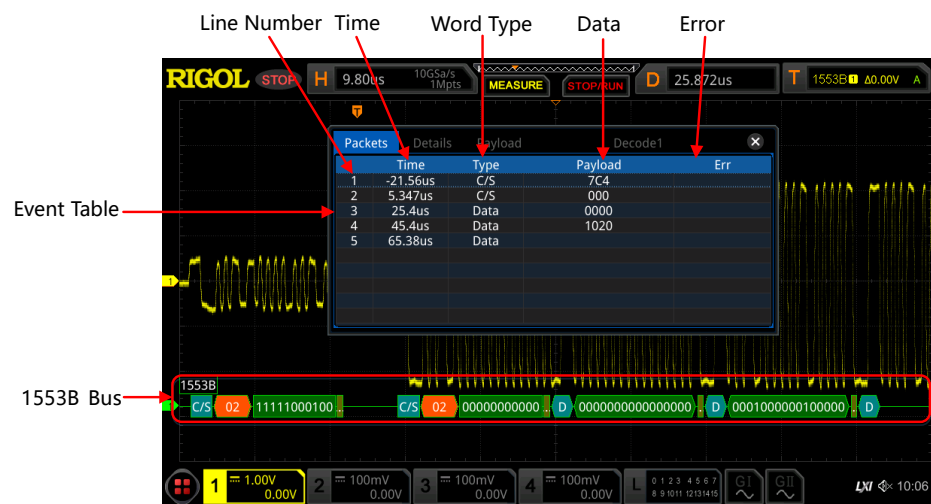 Line Number Time Word Type Data Error
RIGOL STOP H 9.80us 10GSa/s 1Mpts MEASURE STOP/RUN D 25.872us T 1553B 1 Δ0.00V A
T
Packets Details Payload Decode1
Time Type Payload Err
1 -21.56us C/S 7C4
2 5.347us C/S 000
3 25.4us Data 0000
4 45.4us Data 1020
5 65.38us Data
Event Table
1
1553B
1553B Bus
C/S 02 11111000100 . C/S 02 00000000000 . D 0000000000000000 . D 0001000000100000 . D
1 1.00V 0.00V 2 100mV 0.00V 3 100mV 0.00V 4 100mV 0.00V L 0 1 2 3 4 5 6 7 8 9 10 11 12 13 14 15 GI GII LXI 10:06